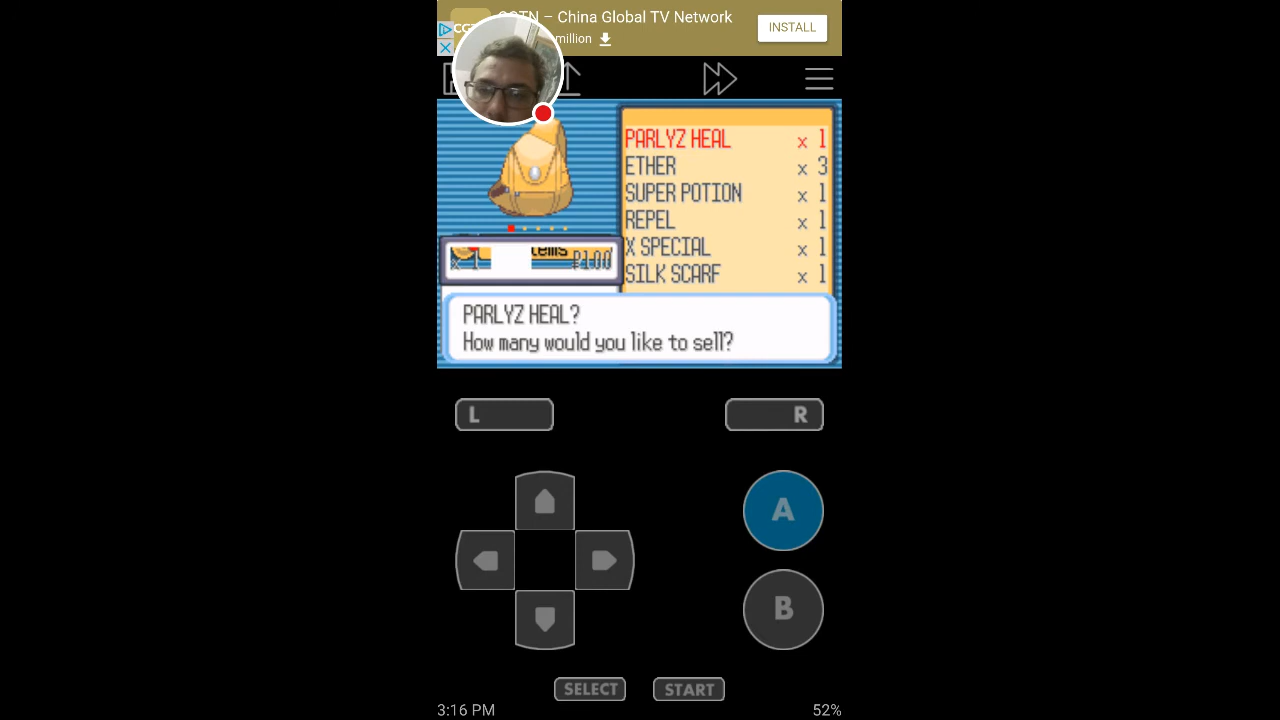 – China Global TV Network
million
INSTALL
PARLYZ HEAL x 1
ETHER x 3
SUPER POTION x 1
REPEL x 1
X SPECIAL x 1
SILK SCARF x 1
x 1 ₽100
PARLYZ HEAL?
How many would you like to sell?
L
R
A
B
SELECT
START
3:16 PM
52%